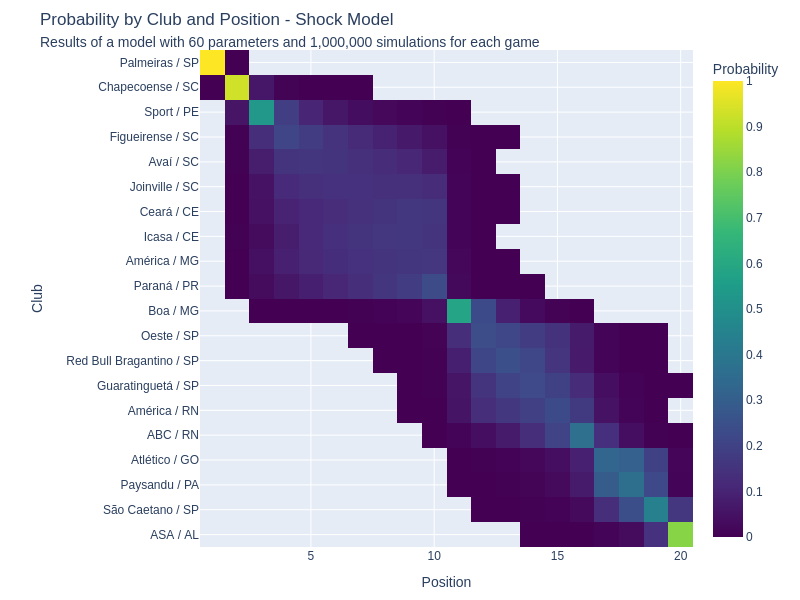 Probability by Club and Position - Shock Model
Results of a model with 60 parameters and 1,000,000 simulations for each game
Palmeiras / SP
Chapecoense / SC
Sport / PE
Figueirense / SC
Avaí / SC
Joinville / SC
Ceará / CE
Icasa / CE
América / MG
Paraná / PR
Boa / MG
Oeste / SP
Red Bull Bragantino / SP
Guaratinguetá / SP
América / RN
ABC / RN
Atlético / GO
Paysandu / PA
São Caetano / SP
ASA / AL
Club
5
10
15
20
Position
Probability
1
0.9
0.8
0.7
0.6
0.5
0.4
0.3
0.2
0.1
0